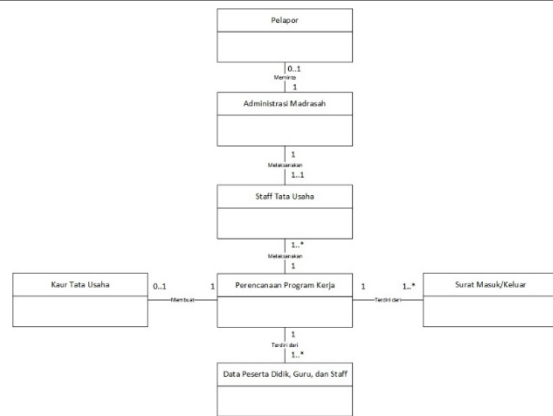 Pelapor
0..1
Meminta
1
Administrasi Madrasah
1
Melaksanakan
1..1
Staff Tata Usaha
1..*
Melaksanakan
1
Kaur Tata Usaha
0..1
Membuat
1
Perencanaan Program Kerja
1
Terdiri dari
1..*
Surat Masuk/Keluar
1
Terdiri dari
1..*
Data Peserta Didik, Guru, dan Staff